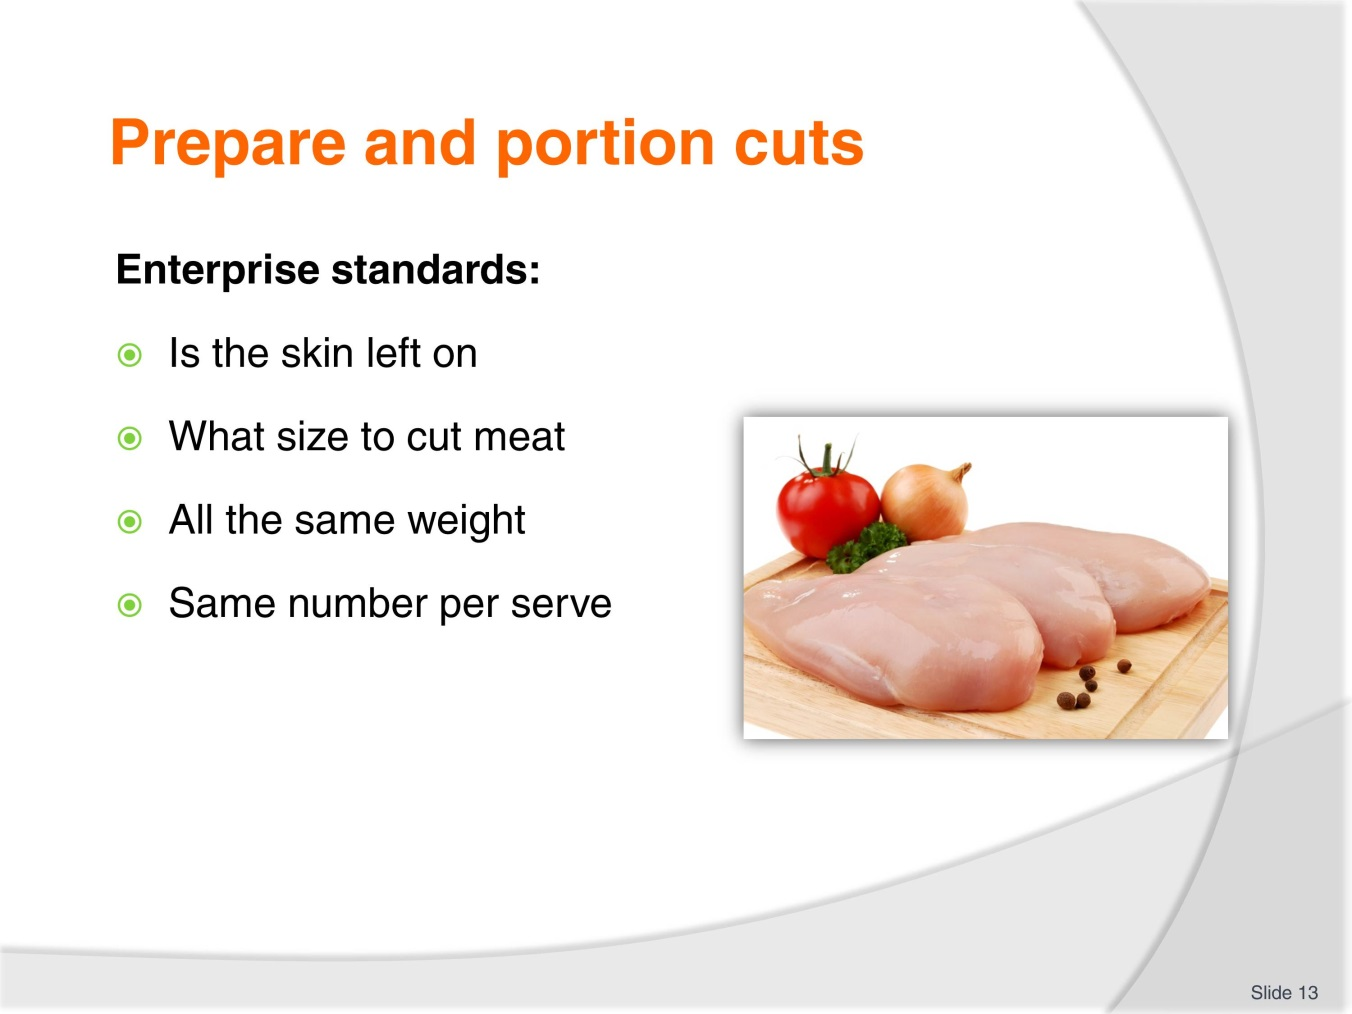 Prepare and portion cuts
Enterprise standards:
Is the skin left on
What size to cut meat
All the same weight
Same number per serve
Slide 13